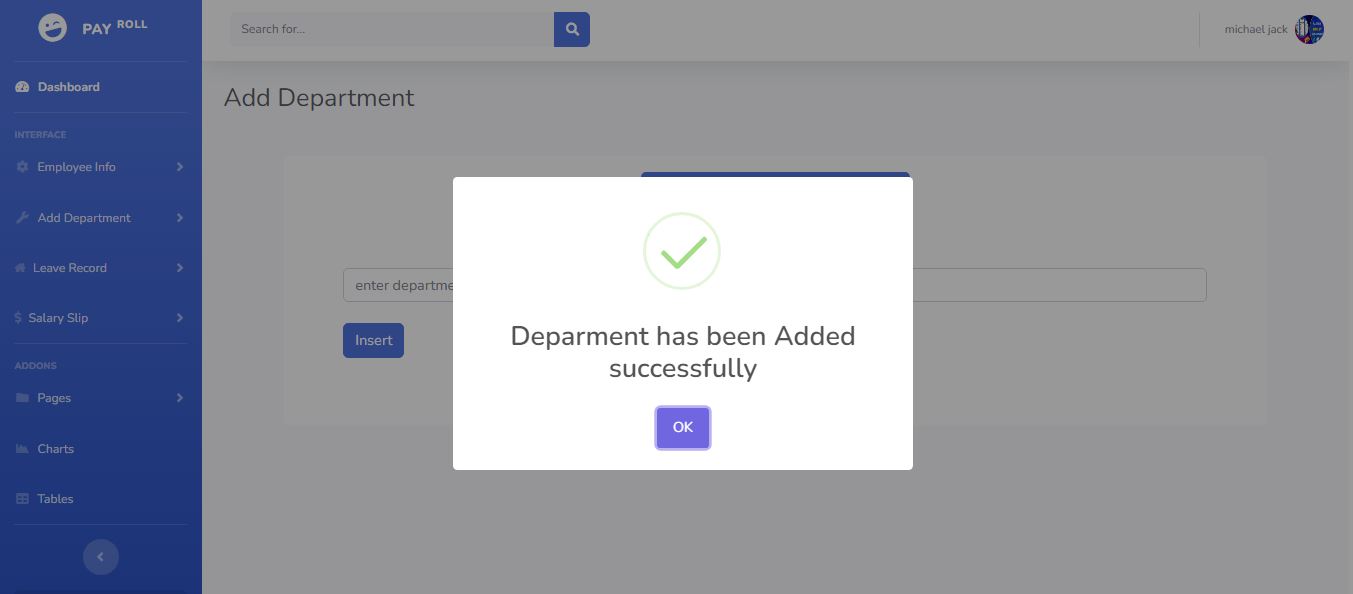 PAY ROLL
Search for...
michael jack
Dashboard
Add Department
INTERFACE
Employee Info
Add Department
Leave Record
Salary Slip
ADDONS
Pages
Charts
Tables
enter departme
Insert
Deparment has been Added
successfully
OK